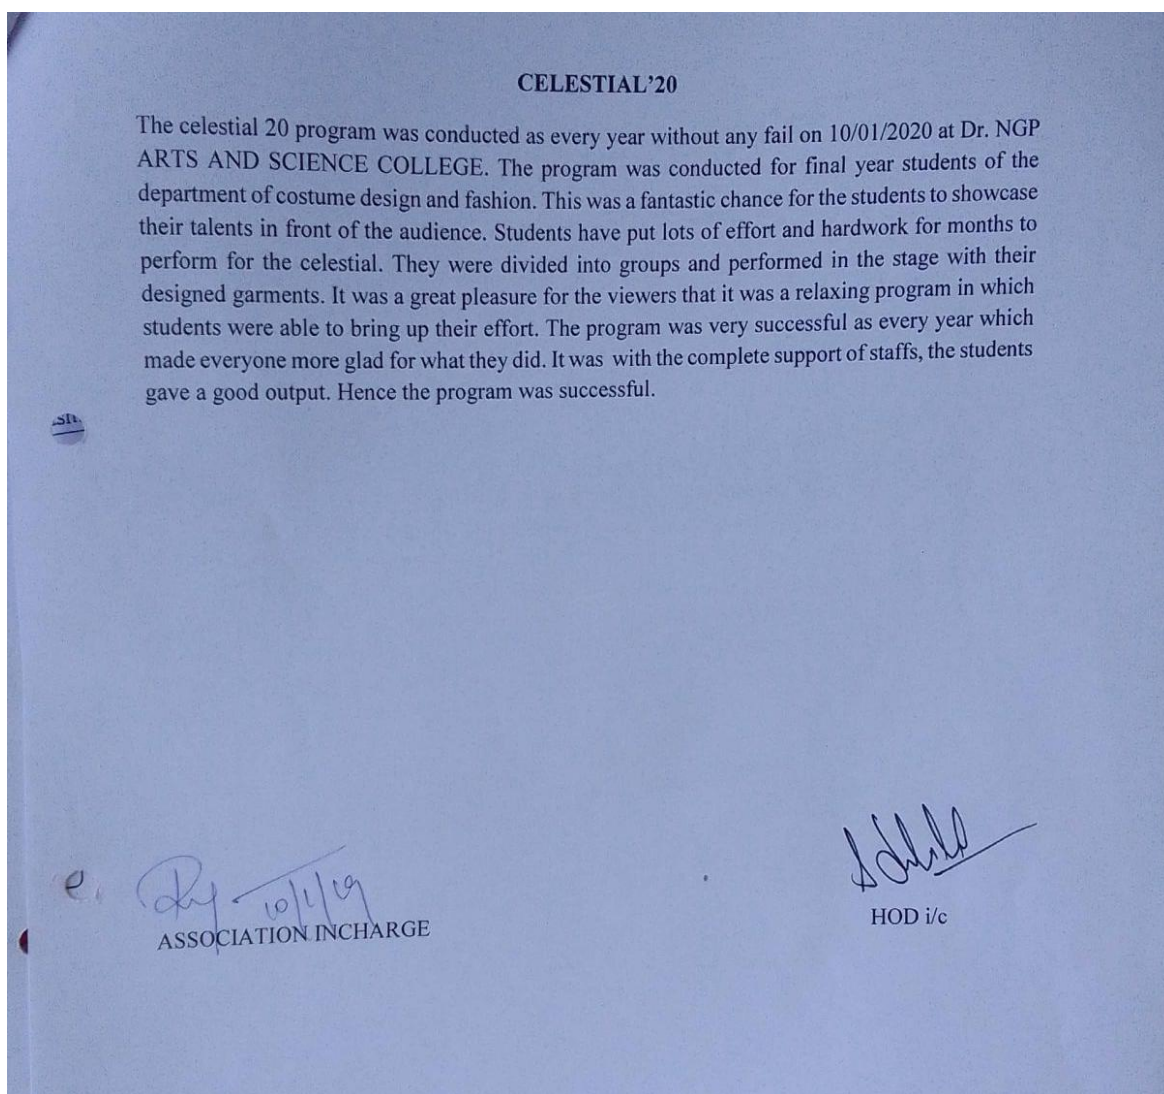 CELESTIAL’20
The celestial 20 program was conducted as every year without any fail on 10/01/2020 at Dr. NGP
ARTS AND SCIENCE COLLEGE. The program was conducted for final year students of the
department of costume design and fashion. This was a fantastic chance for the students to showcase
their talents in front of the audience. Students have put lots of effort and hardwork for months to
perform for the celestial. They were divided into groups and performed in the stage with their
designed garments. It was a great pleasure for the viewers that it was a relaxing program in which
students were able to bring up their effort. The program was very successful as every year which
made everyone more glad for what they did. It was with the complete support of staffs, the students
gave a good output. Hence the program was successful.
e.
10/1/19
ASSOCIATION INCHARGE
HOD i/c